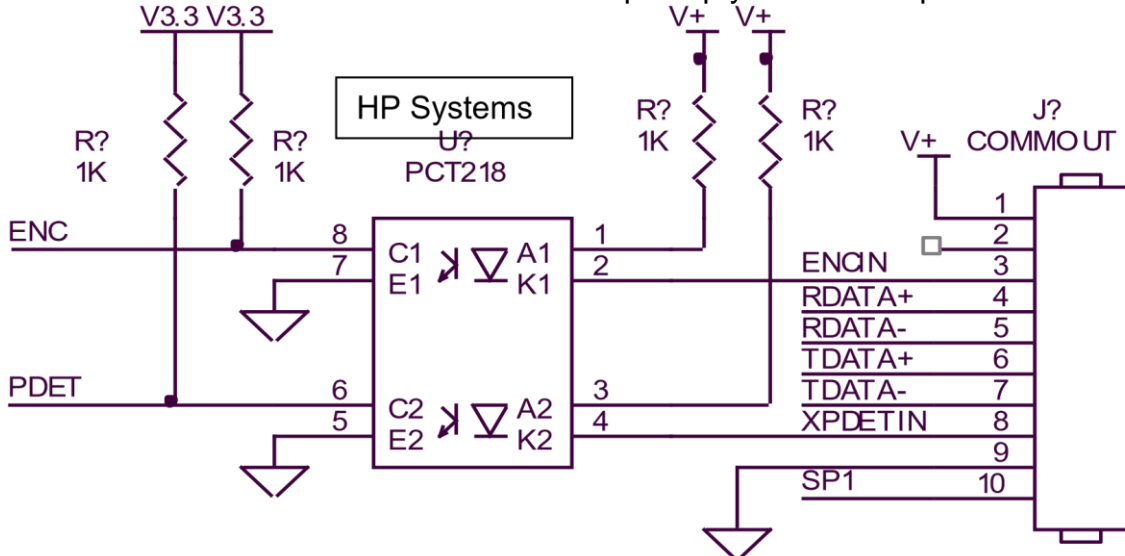 V3.3 V3.3
V+ V+
HP Systems
R?
1K
R?
1K
U?
PCT218
R?
1K
R?
1K
J?
COMMOUT
V+
ENC
8
7
C1
E1
A1
K1
1
2
PDET
6
5
C2
E2
A2
K2
3
4
1
2
ENCIN 3
RDATA+ 4
RDATA- 5
TDATA+ 6
TDATA- 7
XPDETIN 8
9
SP1 10